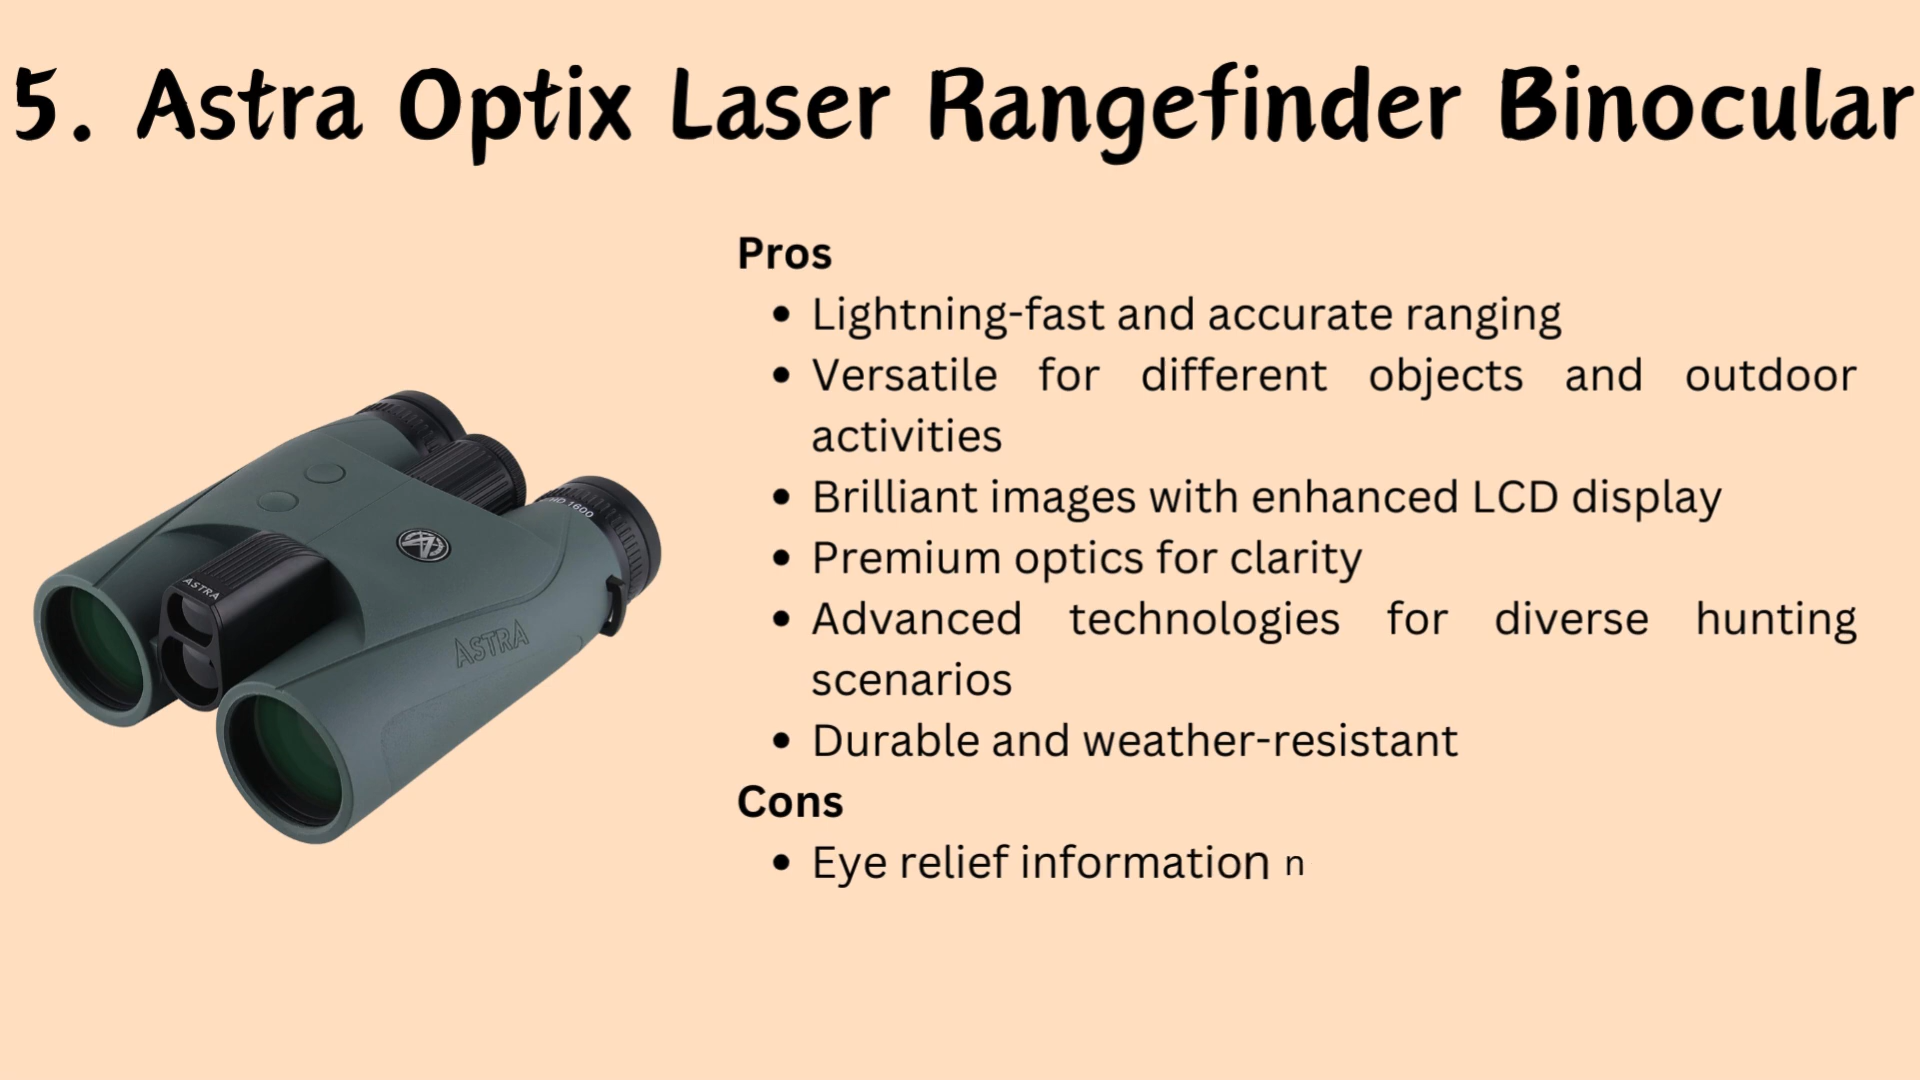 5. Astra Optix Laser Rangefinder Binocular
Pros
• Lightning-fast and accurate ranging
• Versatile for different objects and outdoor
activities
• Brilliant images with enhanced LCD display
• Premium optics for clarity
• Advanced technologies for diverse hunting
scenarios
• Durable and weather-resistant
Cons
• Eye relief information n
HD 1600
ASTRA
ASTRA